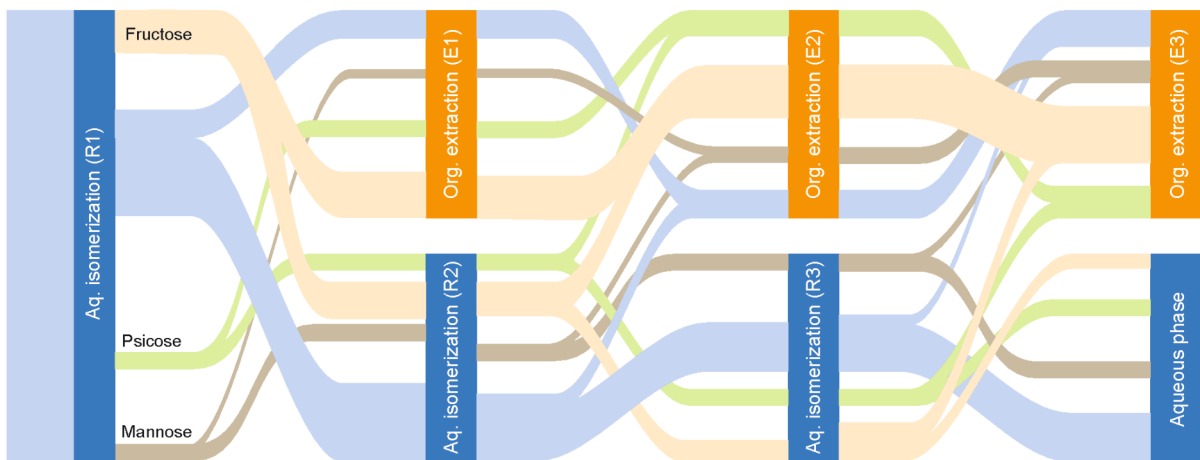 Aq. isomerization (R1)
Fructose
Psicose
Mannose
Org. extraction (E1)
Aq. isomerization (R2)
Org. extraction (E2)
Aq. isomerization (R3)
Org. extraction (E3)
Aqueous phase